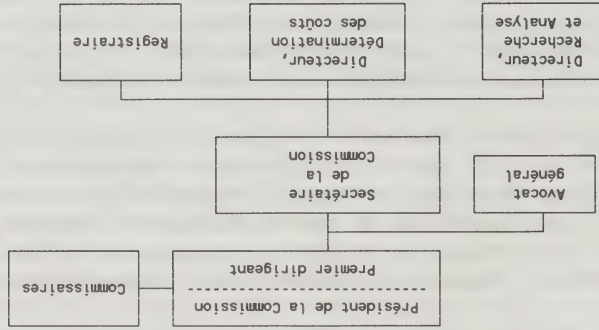 Président de la Commission
Premier dirigeant
Commissaires
Avocat
général
Secrétaire
de la
Commission
Directeur,
Recherche
et Analyse
Directeur,
Détermination
des coûts
Registraire